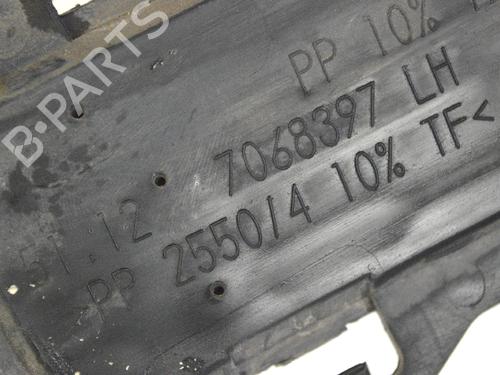 B-PARTS
PP 10%
51.12 7068397 LH
PP 2550/4 10% TF<